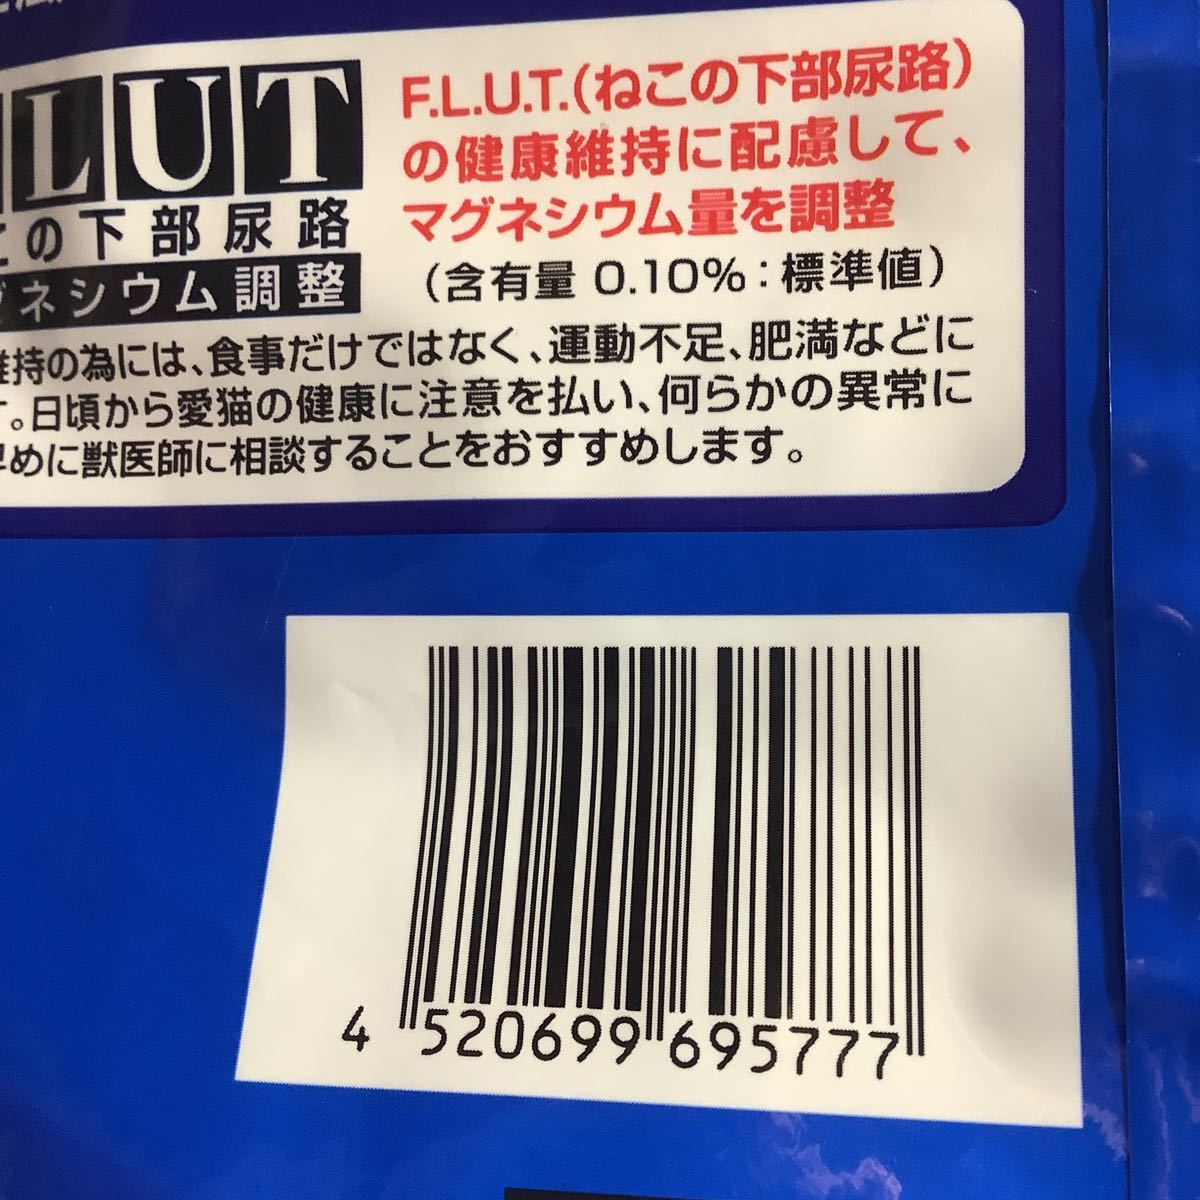 LUT
の下部尿路
ネシウム調整
F.L.U.T.(ねこの下部尿路)
の健康維持に配慮して、
マグネシウム量を調整
(含有量 0.10%:標準値)
維持の為には、食事だけではなく、運動不足、肥満などに
す。日頃から愛猫の健康に注意を払い、何らかの異常に
早めに獣医師に相談することをおすすめします。
4 520699 695777